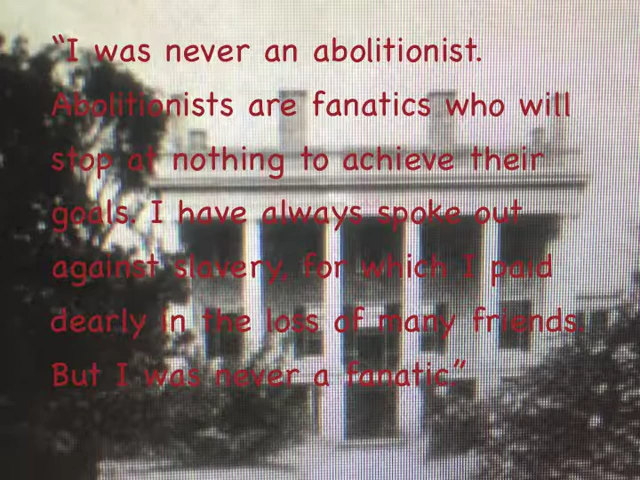 “I was never an abolitionist.
Abolitionists are fanatics who will
stop at nothing to achieve their
goals. I have always spoke out
against slavery, for which I paid
dearly in the loss of many friends.
But I was never a fanatic”